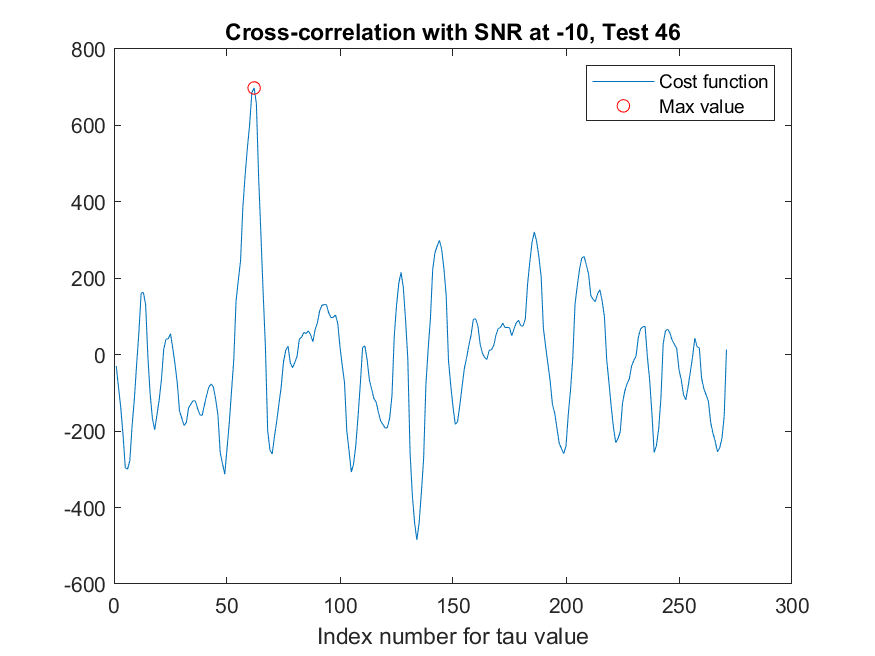 Cross-correlation with SNR at -10, Test 46
800
600
400
200
0
-200
-400
-600
Cost function
Max value
0 50 100 150 200 250 300
Index number for tau value